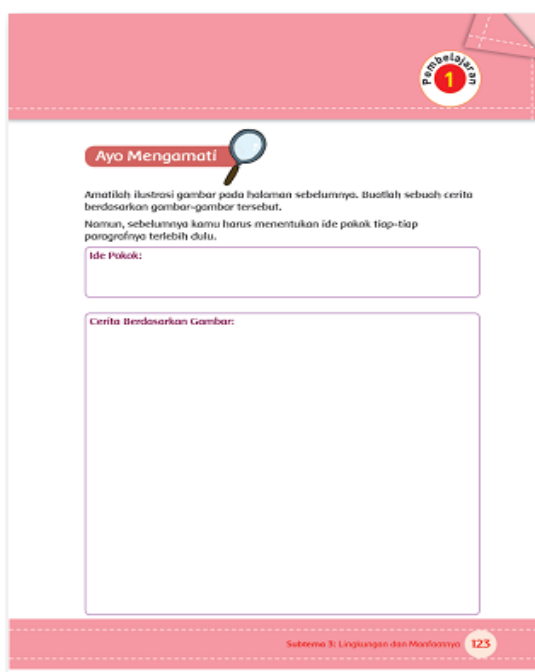 Pembelajaran
1
Ayo Mengamati
Amatilah ilustrasi gambar pada halaman sebelumnya. Buatlah sebuah cerita
berdasarkan gambar-gambar tersebut.
Namun, sebelumnya kamu harus menentukan ide pokok tiap-tiap
paragrafnya terlebih dulu.
Ide Pokok:
Cerita Berdasarkan Gambar:
Subtema 3: Lingkungan dan Manfaatnya 123